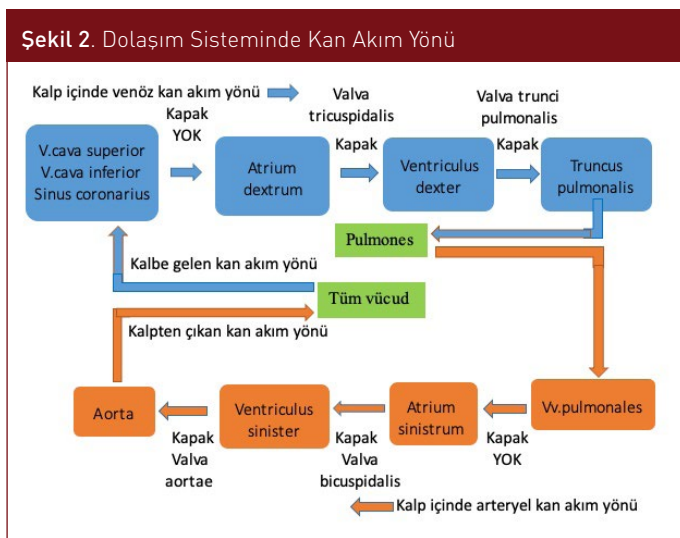 Şekil 2. Dolaşım Sisteminde Kan Akım Yönü
Kalp içinde venöz kan akım yönü
Kapak
YOK
Valva
tricuspidalis
Kapak
Valva trunci
pulmonalis
Kapak
V.cava superior
V.cava inferior
Sinus coronarius
Atrium
dextrum
Ventriculus
dexter
Truncus
pulmonalis
Pulmones
Kalbe gelen kan akım yönü
Tüm vücud
Kalpten çıkan kan akım yönü
Aorta
Ventriculus
sinister
Atrium
sinistrum
Vv.pulmonales
Kapak
Valva
aortae
Kapak
Valva
bicuspidalis
Kapak
YOK
Kalp içinde arteryel kan akım yönü